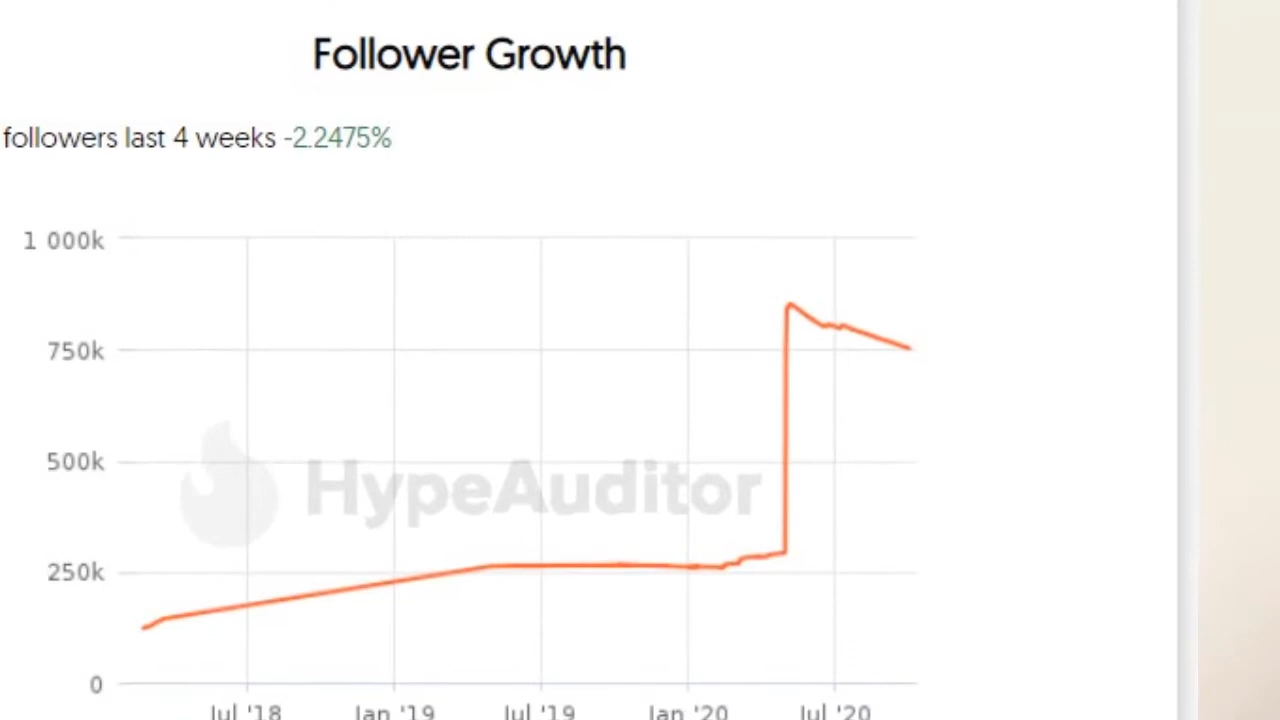 Follower Growth
followers last 4 weeks -2.2475%
1 000k
750k
500k
HypeAuditor
250k
0
Jul '18 Jan '19 Jul '19 Jan '20 Jul '20